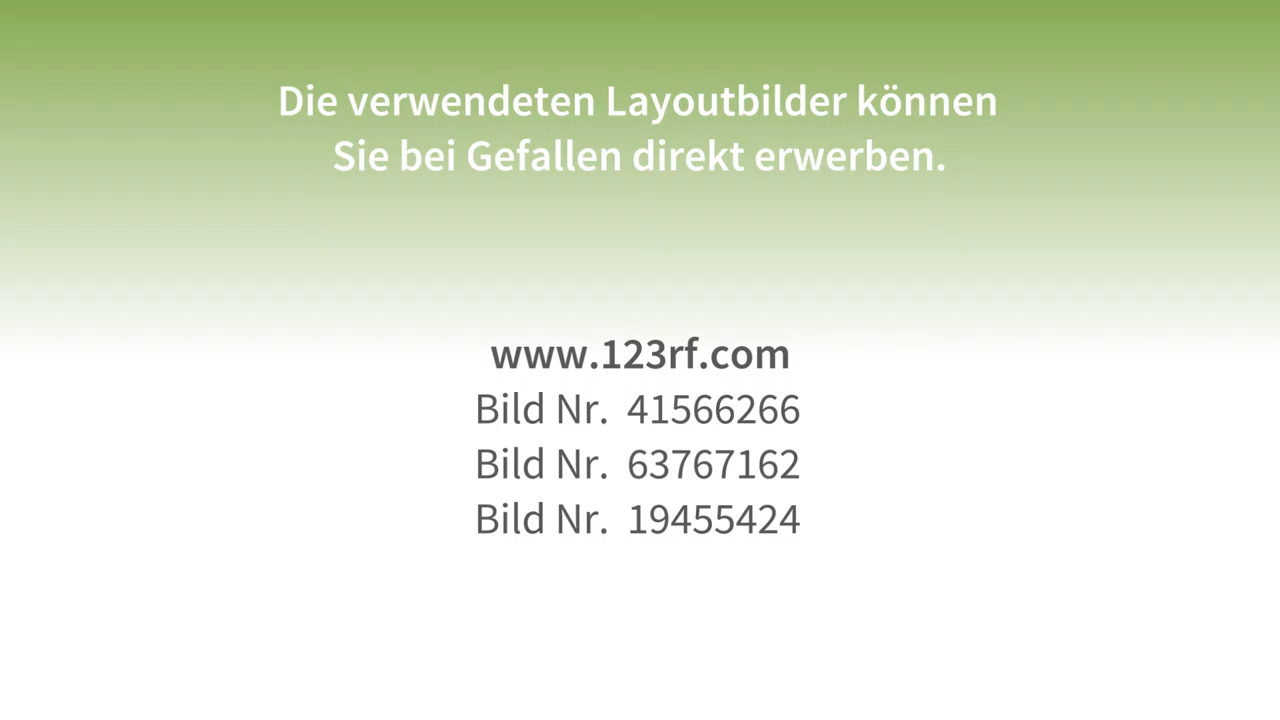 Die verwendeten Layoutbilder können
Sie bei Gefallen direkt erwerben.
www.123rf.com
Bild Nr. 41566266
Bild Nr. 63767162
Bild Nr. 19455424